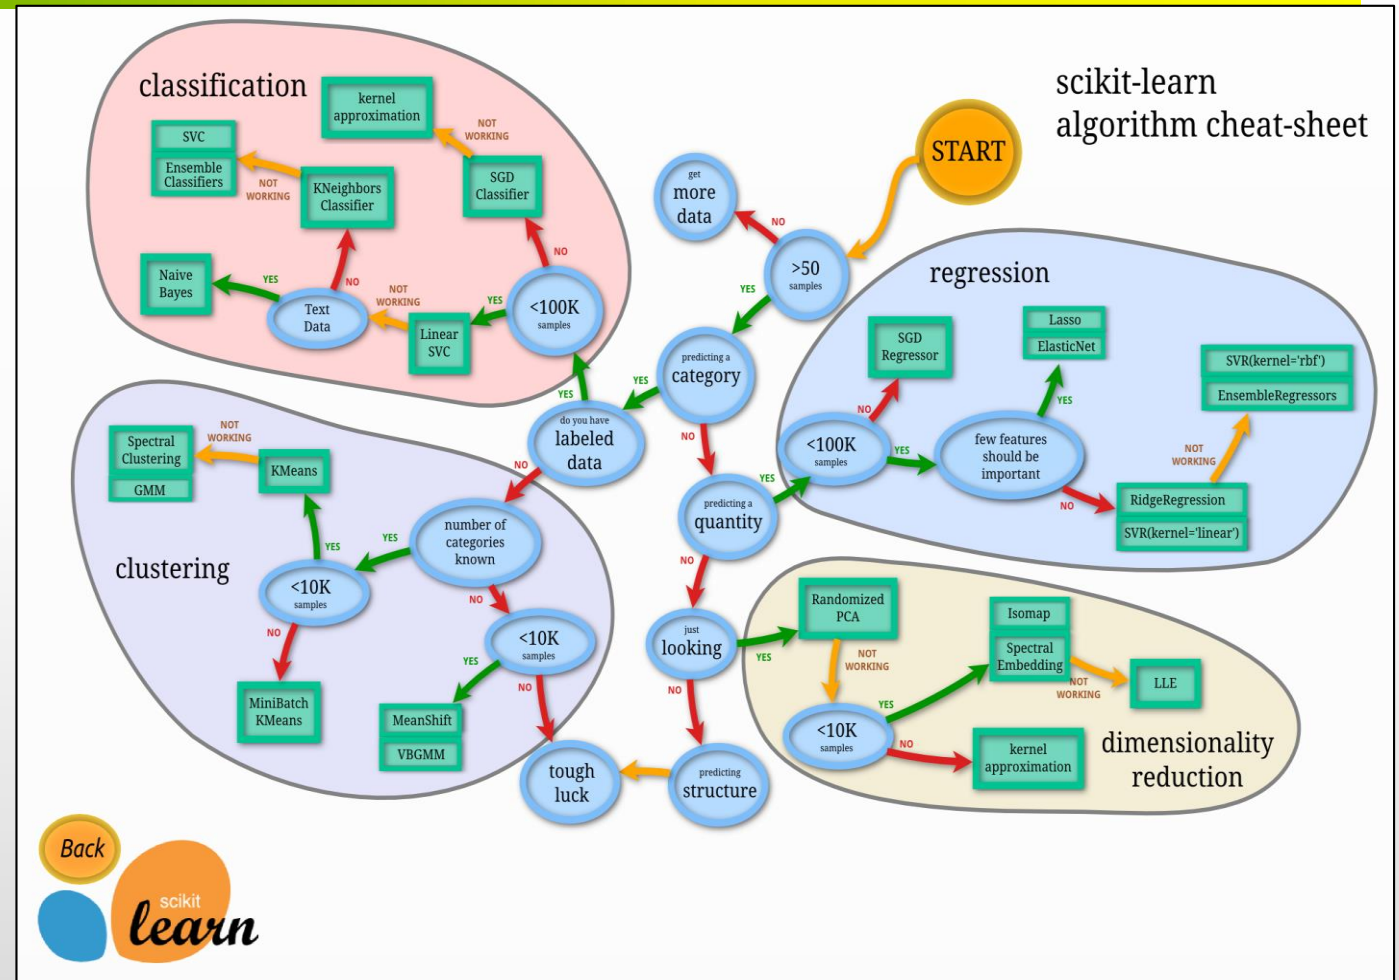 scikit-learn
algorithm cheat-sheet
START
classification
kernel
approximation
NOT
WORKING
SVC
Ensemble
Classifiers
NOT
WORKING
KNeighbors
Classifier
SGD
Classifier
NO
YES
Naive
Bayes
NO
Text
Data
NOT
WORKING
Linear
SVC
YES
<100K
samples
YES
get
more
data
NO
>50
samples
YES
predicting a
category
YES
do you have
labeled
data
NO
NO
predicting a
quantity
YES
NO
just
looking
YES
NO
predicting
structure
tough
luck
regression
SGD
Regressor
Lasso
ElasticNet
SVR(kernel='rbf')
EnsembleRegressors
NO
YES
<100K
samples
YES
few features
should be
important
NOT
WORKING
NO
RidgeRegression
SVR(kernel='linear')
clustering
Spectral
Clustering
GMM
NOT
WORKING
KMeans
YES
YES
number of
categories
known
<10K
samples
NO
NO
<10K
samples
YES
NO
MiniBatch
KMeans
MeanShift
VBGMM
Randomized
PCA
NOT
WORKING
Isomap
Spectral
Embedding
NOT
WORKING
LLE
YES
<10K
samples
NO
kernel
approximation
dimensionality
reduction
Back
scikit
learn